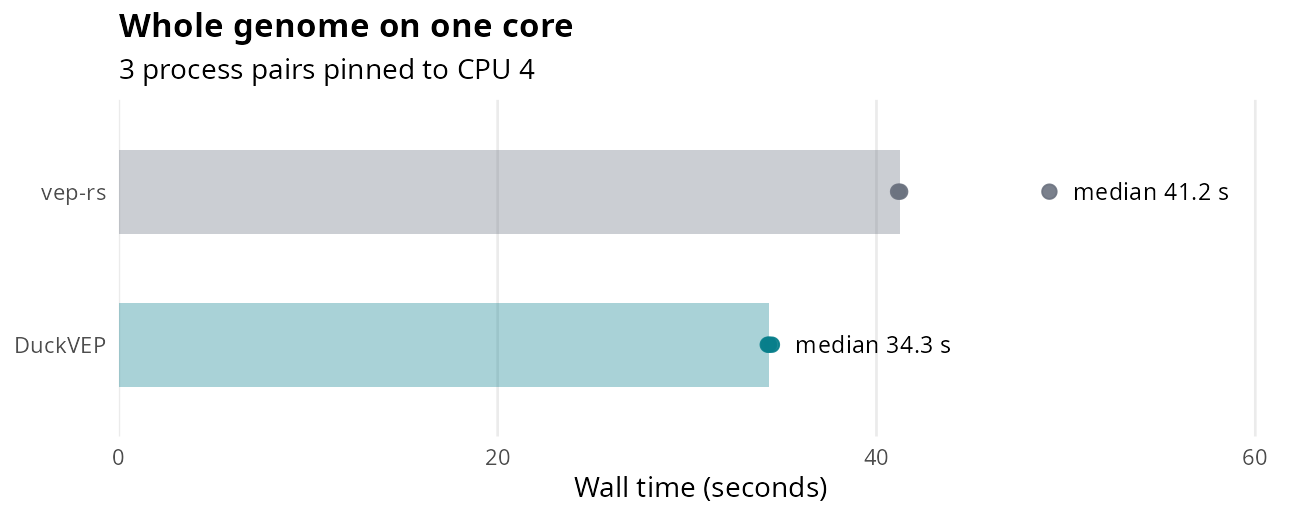 Whole genome on one core
3 process pairs pinned to CPU 4
vep-rs
median 41.2 s
DuckVEP
median 34.3 s
0 20 40 60
Wall time (seconds)